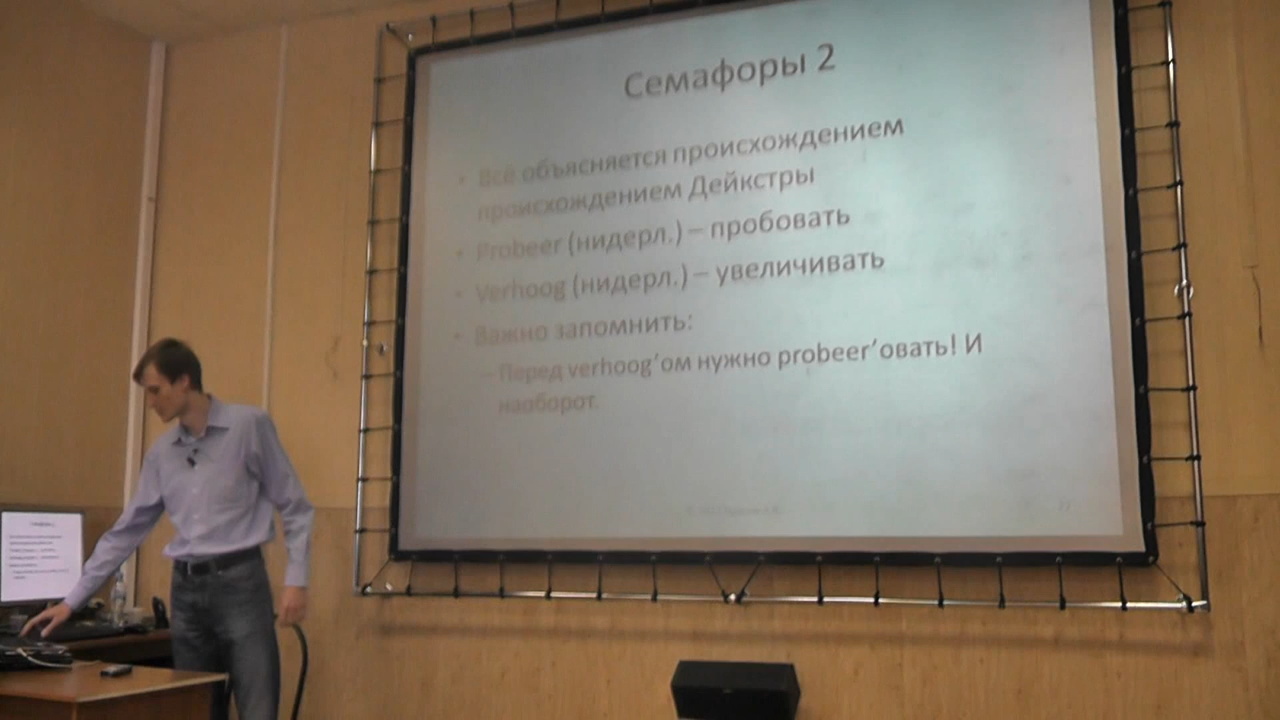 Семафоры 2
• Всё объясняется происхождением
происхождением Дейкстры
• Probeer (нидерл.) – пробовать
• Verhoog (нидерл.) – увеличивать
• Важно запомнить:
– Перед verhoog’ом нужно probeer’овать! И
наоборот.